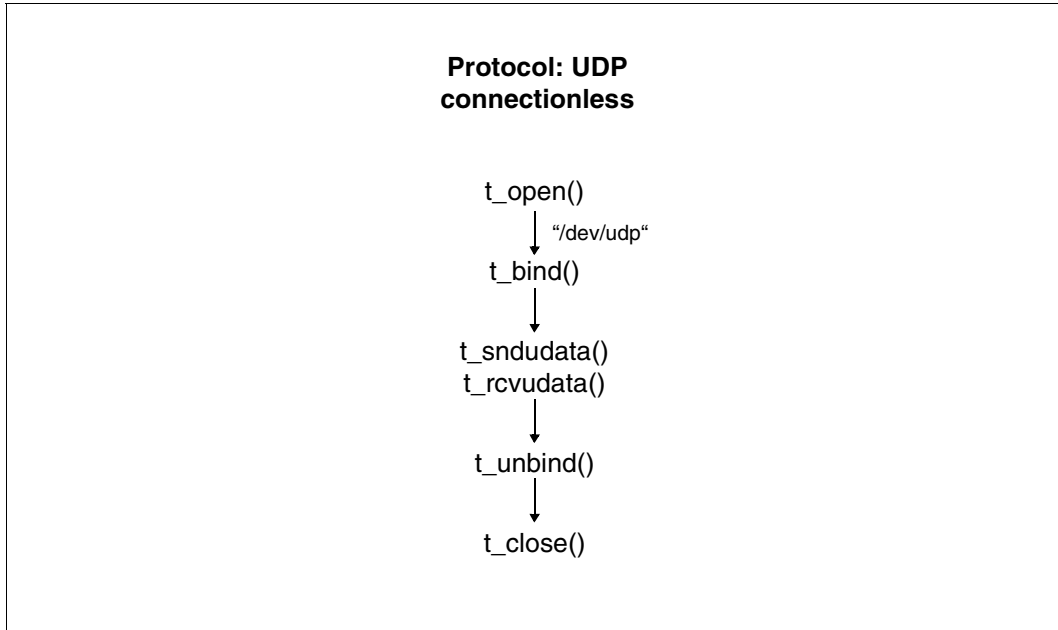 Protocol: UDP
connectionless
t_open()
“/dev/udp“
t_bind()
t_sndudata()
t_rcvudata()
t_unbind()
t_close()